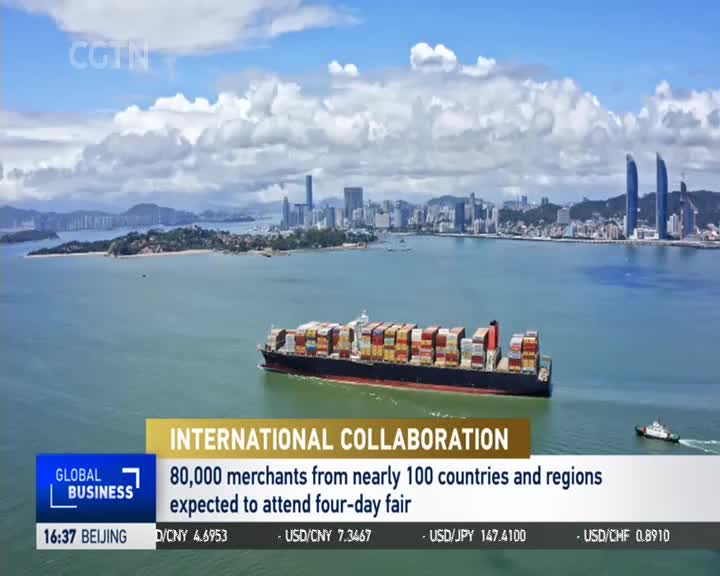 CGTN
INTERNATIONAL COLLABORATION
GLOBAL
BUSINESS
80,000 merchants from nearly 100 countries and regions
expected to attend four-day fair
16:37 BEIJING
D/CNY 4.6953 - USD/CNY 7.3467 - USD/JPY 147.4100 - USD/CHF 0.8910